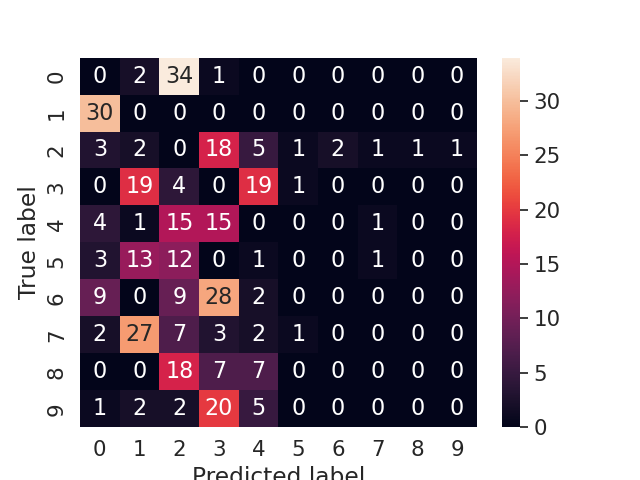 0 0 2 34 1 0 0 0 0 0 0
1 30 0 0 0 0 0 0 0 0 0
2 3 2 0 18 5 1 2 1 1 1
3 0 19 4 0 19 1 0 0 0 0
4 4 1 15 15 0 0 0 1 0 0
5 3 13 12 0 1 0 0 1 0 0
6 9 0 9 28 2 0 0 0 0 0
7 2 27 7 3 2 1 0 0 0 0
8 0 0 18 7 7 0 0 0 0 0
9 1 2 2 20 5 0 0 0 0 0
0 1 2 3 4 5 6 7 8 9
Predicted label
True label
30
25
20
15
10
5
0